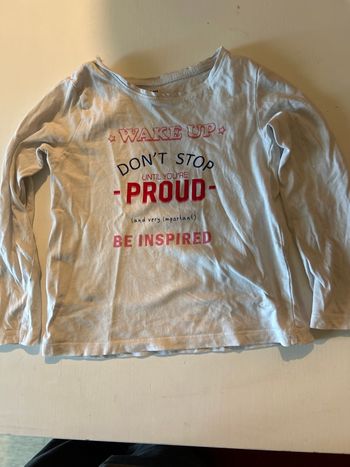 WAKE UP
DON'T STOP
UNTIL YOU'RE
- PROUD -
(and very important)
BE INSPIRED